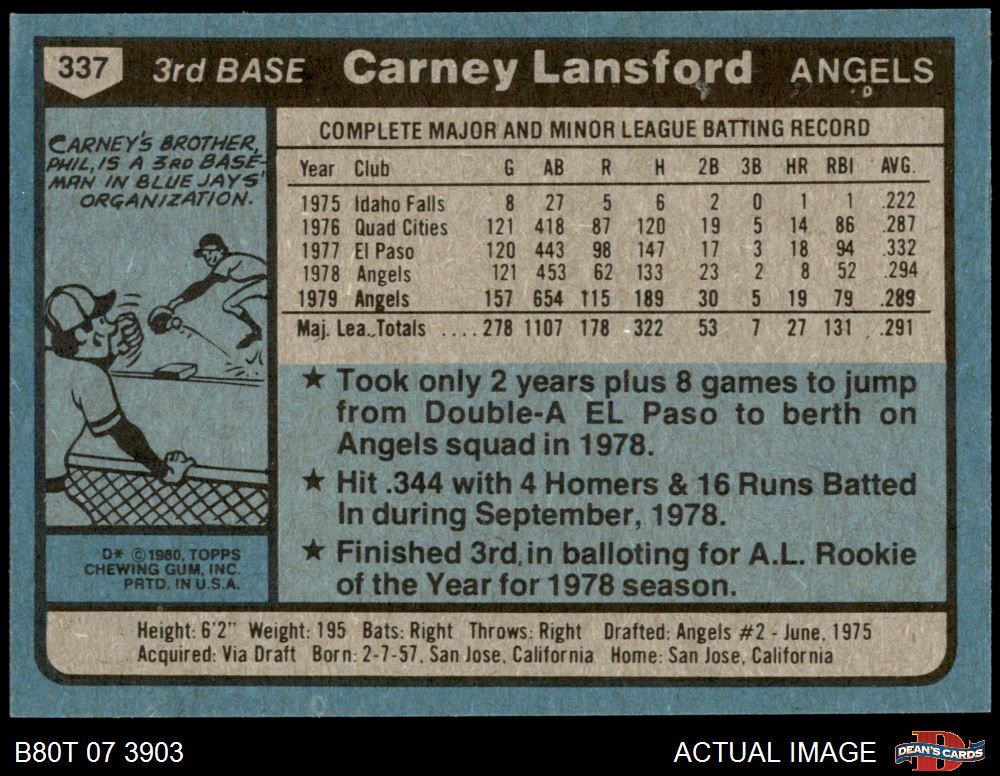 337 3rd BASE Carney Lansford ANGELS
CARNEY'S BROTHER,
PHIL, IS A 3RD BASE-
MAN IN BLUE JAYS'
ORGANIZATION.
D* © 1980, TOPPS
CHEWING GUM, INC.
PRTD. IN U.S.A.
COMPLETE MAJOR AND MINOR LEAGUE BATTING RECORD
Year Club G AB R H 2B 3B HR RBI AVG.
1975 Idaho Falls 8 27 5 6 2 0 1 1 .222
1976 Quad Cities 121 418 87 120 19 5 14 86 .287
1977 El Paso 120 443 98 147 17 3 18 94 .332
1978 Angels 121 453 62 133 23 2 8 52 .294
1979 Angels 157 654 115 189 30 5 19 79 .289
Maj. Lea. Totals .... 278 1107 178 322 53 7 27 131 .291
★ Took only 2 years plus 8 games to jump
from Double-A EL Paso to berth on
Angels squad in 1978.
★ Hit .344 with 4 Homers & 16 Runs Batted
In during September, 1978.
★ Finished 3rd in balloting for A.L. Rookie
of the Year for 1978 season.
Height: 6'2" Weight: 195 Bats: Right Throws: Right Drafted: Angels #2 - June, 1975
Acquired: Via Draft Born: 2-7-57, San Jose, California Home: San Jose, California
B80T 07 3903 ACTUAL IMAGE DEAN'S CARDS